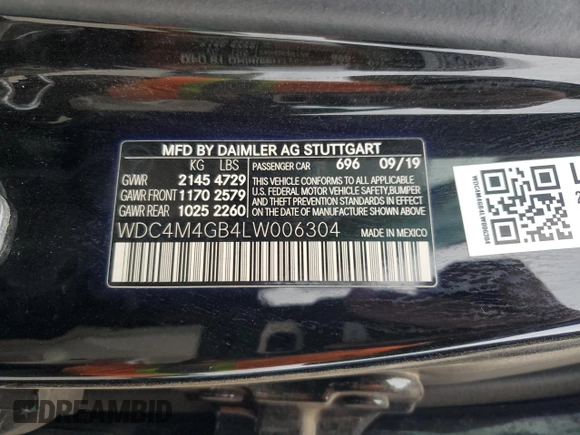 MFD BY DAIMLER AG STUTTGART
KG LBS PASSENGER CAR 696 09/19
GVWR 2145 4729 THIS VEHICLE CONFORMS TO ALL APPLICABLE
GAWR FRONT 1170 2579 U.S. FEDERAL MOTOR VEHICLE SAFETY,BUMPER
AND THEFT PREVENTION STANDARDS IN EFFECT
GAWR REAR 1025 2260 ON THE DATE OF MANUFACTURE SHOWN ABOVE.
WDC4M4GB4LW006304 MADE IN MEXICO
WDC4M4GB4LW006304
DREAMBID